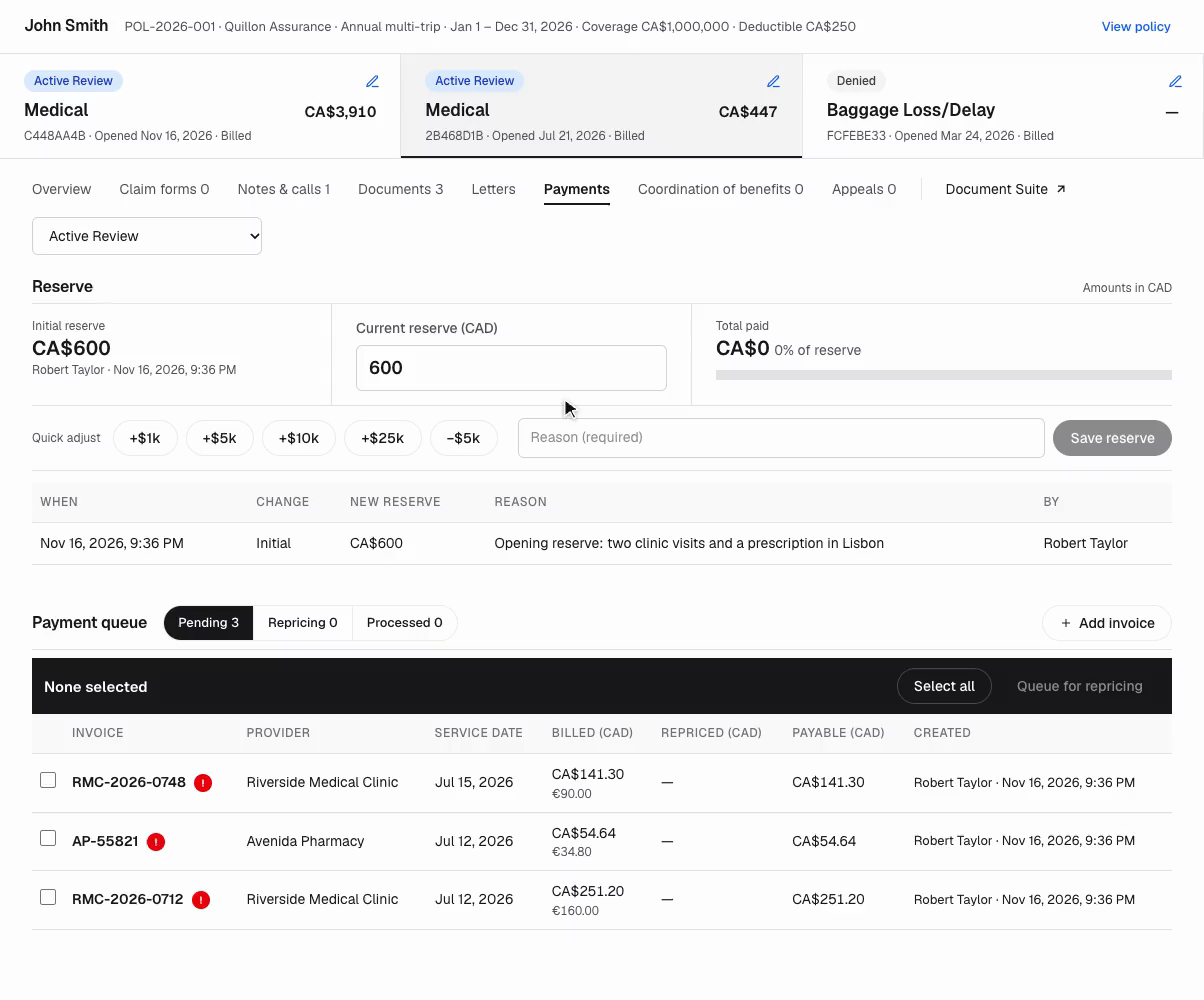 John Smith POL-2026-001 · Quillon Assurance · Annual multi-trip · Jan 1 – Dec 31, 2026 · Coverage CA$1,000,000 · Deductible CA$250 View policy
Active Review
Medical CA$3,910
C448AA4B · Opened Nov 16, 2026 · Billed
Active Review
Medical CA$447
2B468D1B · Opened Jul 21, 2026 · Billed
Denied
Baggage Loss/Delay —
FCFEBE33 · Opened Mar 24, 2026 · Billed
Overview Claim forms 0 Notes & calls 1 Documents 3 Letters Payments Coordination of benefits 0 Appeals 0 Document Suite
Active Review
Reserve Amounts in CAD
Initial reserve
CA$600
Robert Taylor · Nov 16, 2026, 9:36 PM
Current reserve (CAD)
600
Total paid
CA$0 0% of reserve
Quick adjust +$1k +$5k +$10k +$25k −$5k Reason (required) Save reserve
WHEN CHANGE NEW RESERVE REASON BY
Nov 16, 2026, 9:36 PM Initial CA$600 Opening reserve: two clinic visits and a prescription in Lisbon Robert Taylor
Payment queue Pending 3 Repricing 0 Processed 0 + Add invoice
None selected Select all Queue for repricing
INVOICE PROVIDER SERVICE DATE BILLED (CAD) REPRICED (CAD) PAYABLE (CAD) CREATED
RMC-2026-0748 ! Riverside Medical Clinic Jul 15, 2026 CA$141.30 — CA$141.30 Robert Taylor · Nov 16, 2026, 9:36 PM
€90.00
AP-55821 ! Avenida Pharmacy Jul 12, 2026 CA$54.64 — CA$54.64 Robert Taylor · Nov 16, 2026, 9:36 PM
€34.80
RMC-2026-0712 ! Riverside Medical Clinic Jul 12, 2026 CA$251.20 — CA$251.20 Robert Taylor · Nov 16, 2026, 9:36 PM
€160.00